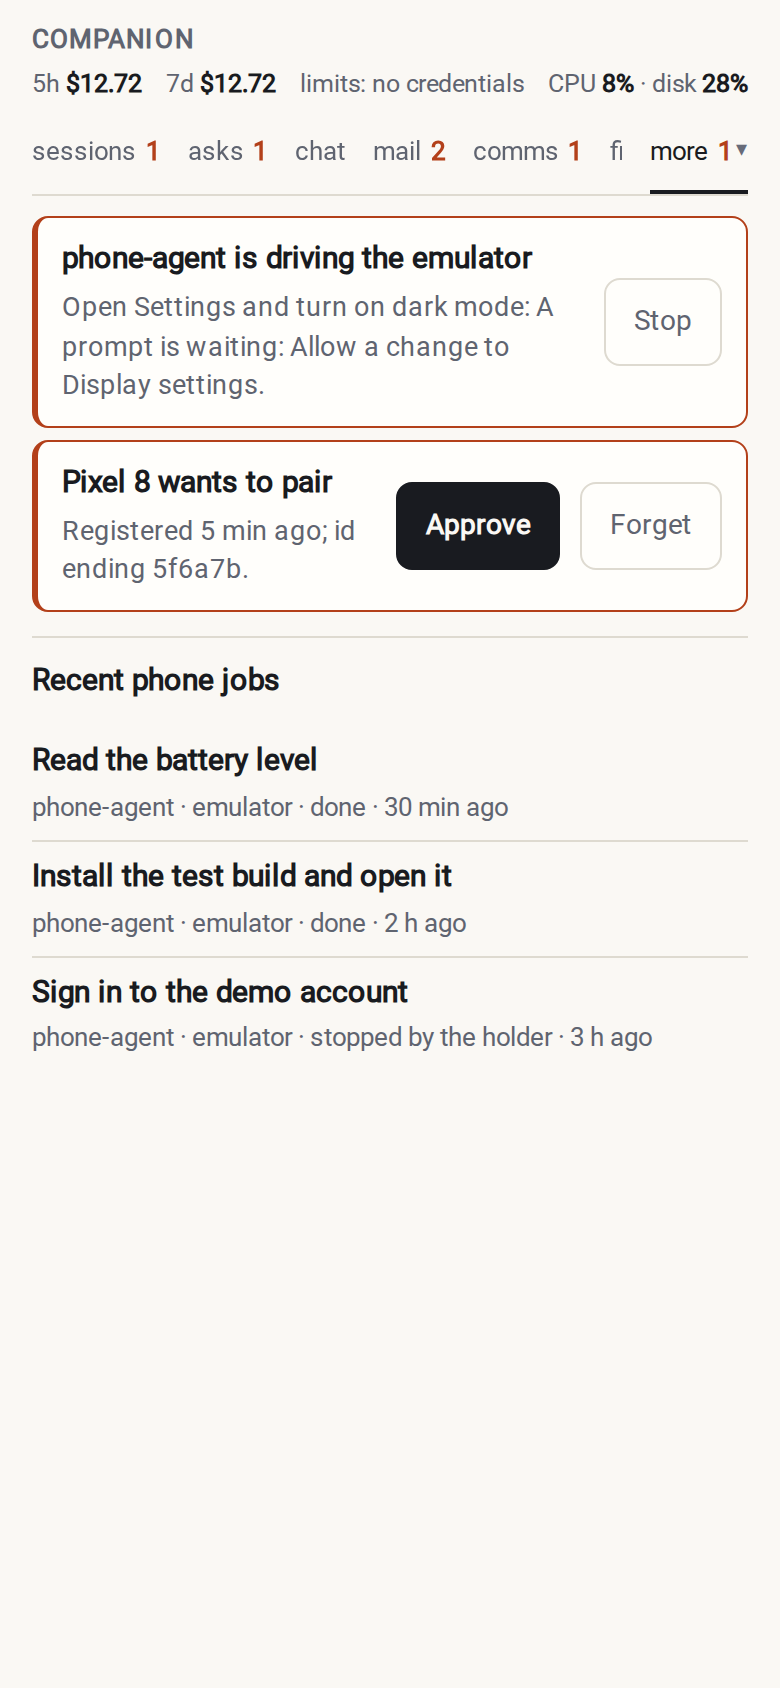 COMPANION
5h $12.72 7d $12.72 limits: no credentials CPU 8% · disk 28%
sessions 1 asks 1 chat mail 2 comms 1 fi more 1 ▾
phone-agent is driving the emulator
Open Settings and turn on dark mode: A
prompt is waiting: Allow a change to
Display settings.
Stop
Pixel 8 wants to pair
Registered 5 min ago; id
ending 5f6a7b.
Approve
Forget
Recent phone jobs
Read the battery level
phone-agent · emulator · done · 30 min ago
Install the test build and open it
phone-agent · emulator · done · 2 h ago
Sign in to the demo account
phone-agent · emulator · stopped by the holder · 3 h ago